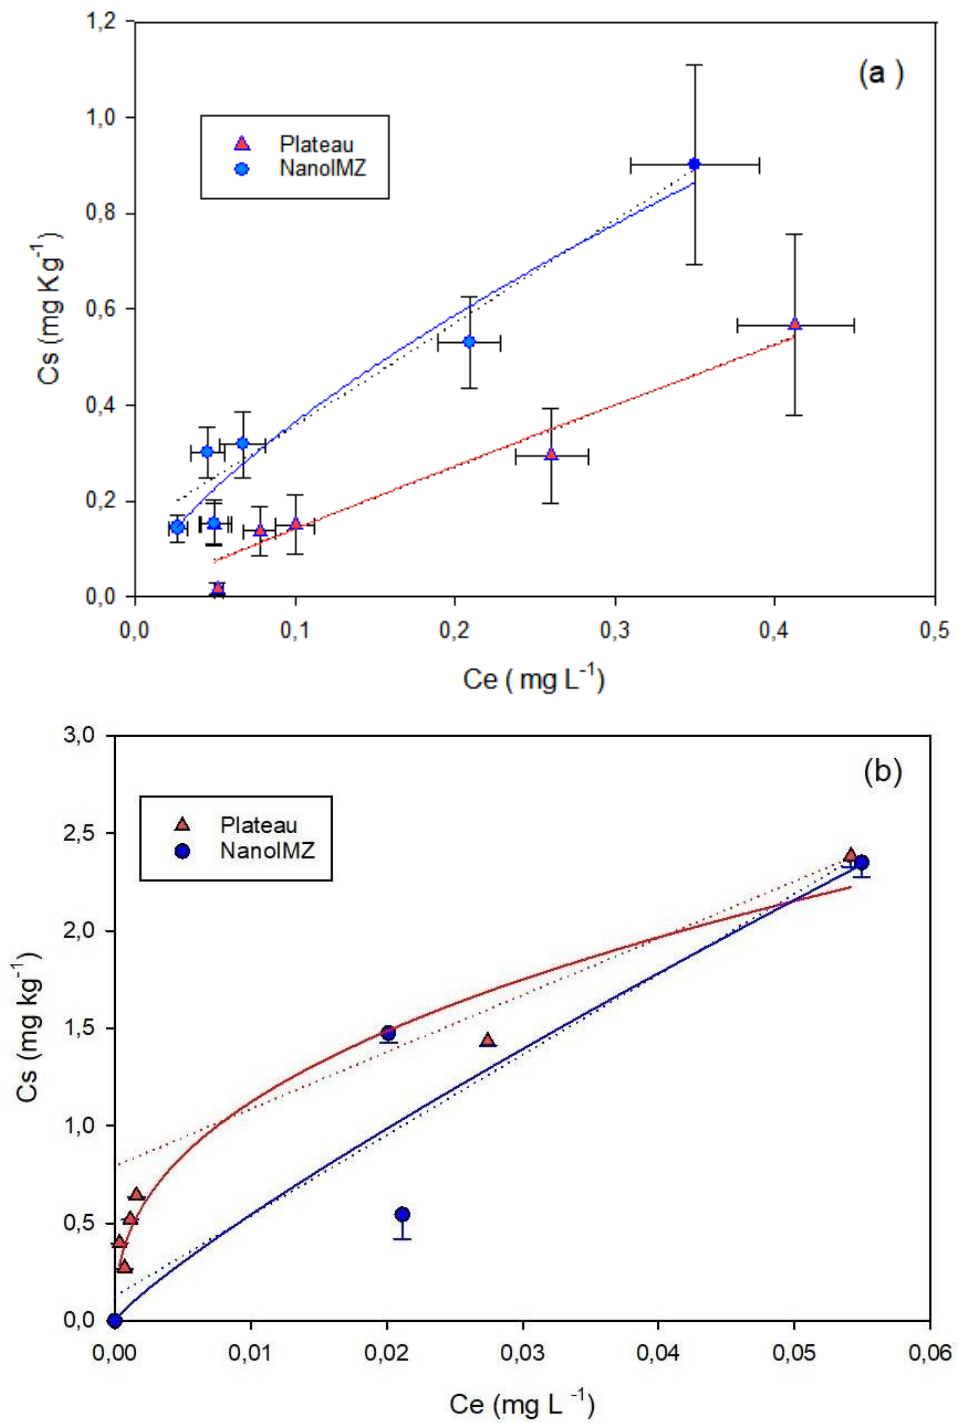 1,2
(a )
1,0
Plateau
NanoIMZ
0,8
Cs (mg Kg-1)
0,6
0,4
0,2
0,0
0,0 0,1 0,2 0,3 0,4 0,5
Ce ( mg L-1)
3,0
(b)
2,5
Plateau
NanoIMZ
2,0
Cs (mg kg-1)
1,5
1,0
0,5
0,0
0,00 0,01 0,02 0,03 0,04 0,05 0,06
Ce (mg L -1)